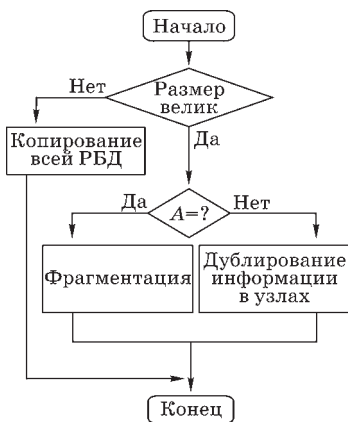 Начало
Размер
велик
Нет
Да
Копирование
всей РБД
A=?
Да
Нет
Фрагментация
Дублирование
информации
в узлах
Конец